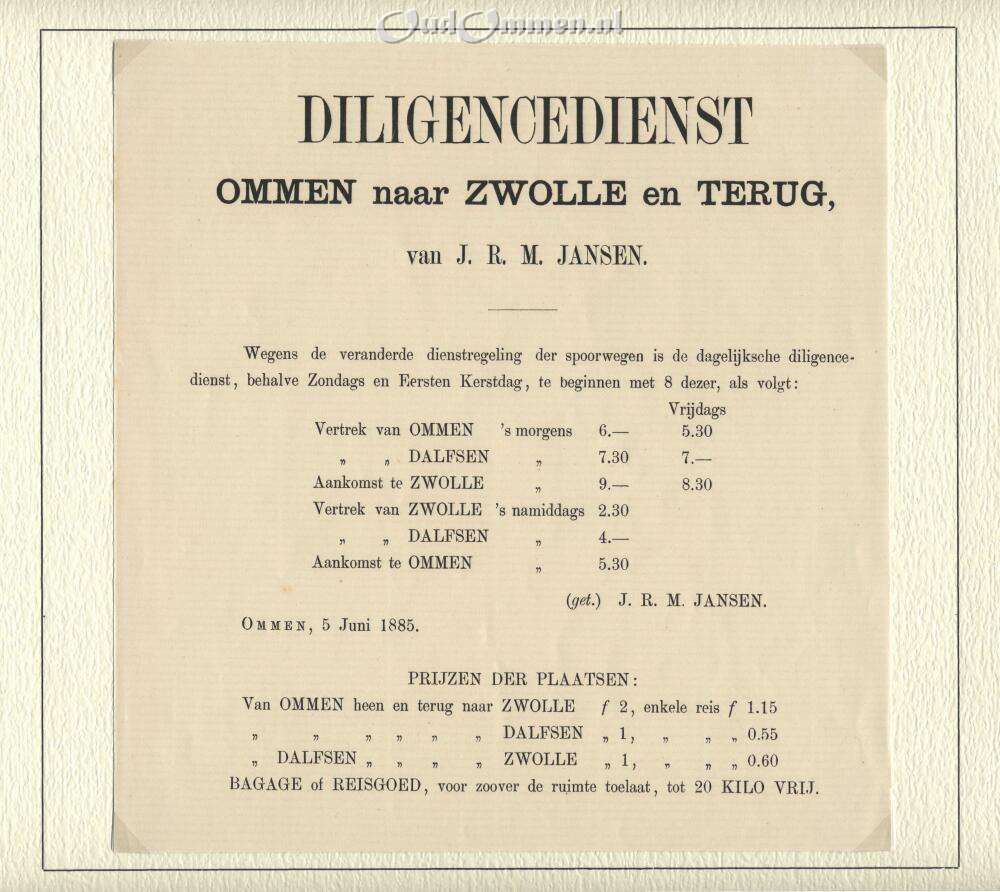 OudOmmen.nl
DILIGENCEDIENST
OMMEN naar ZWOLLE en TERUG,
van J. R. M. JANSEN.
Wegens de veranderde dienstregeling der spoorwegen is de dagelijksche diligence-
dienst, behalve Zondags en Eersten Kerstdag, te beginnen met 8 dezer, als volgt:
Vrijdags
Vertrek van OMMEN 's morgens 6.— 5.30
„ „ DALFSEN „ 7.30 7.—
Aankomst te ZWOLLE „ 9.— 8.30
Vertrek van ZWOLLE 's namiddags 2.30
„ „ DALFSEN „ 4.—
Aankomst te OMMEN „ 5.30
(get.) J. R. M. JANSEN.
OMMEN, 5 Juni 1885.
PRIJZEN DER PLAATSEN:
Van OMMEN heen en terug naar ZWOLLE f 2, enkele reis f 1.15
„ „ „ „ „ „ DALFSEN „ 1, „ „ „ 0.55
„ DALFSEN „ „ „ „ ZWOLLE „ 1, „ „ „ 0.60
BAGAGE of REISGOED, voor zoover de ruimte toelaat, tot 20 KILO VRIJ.